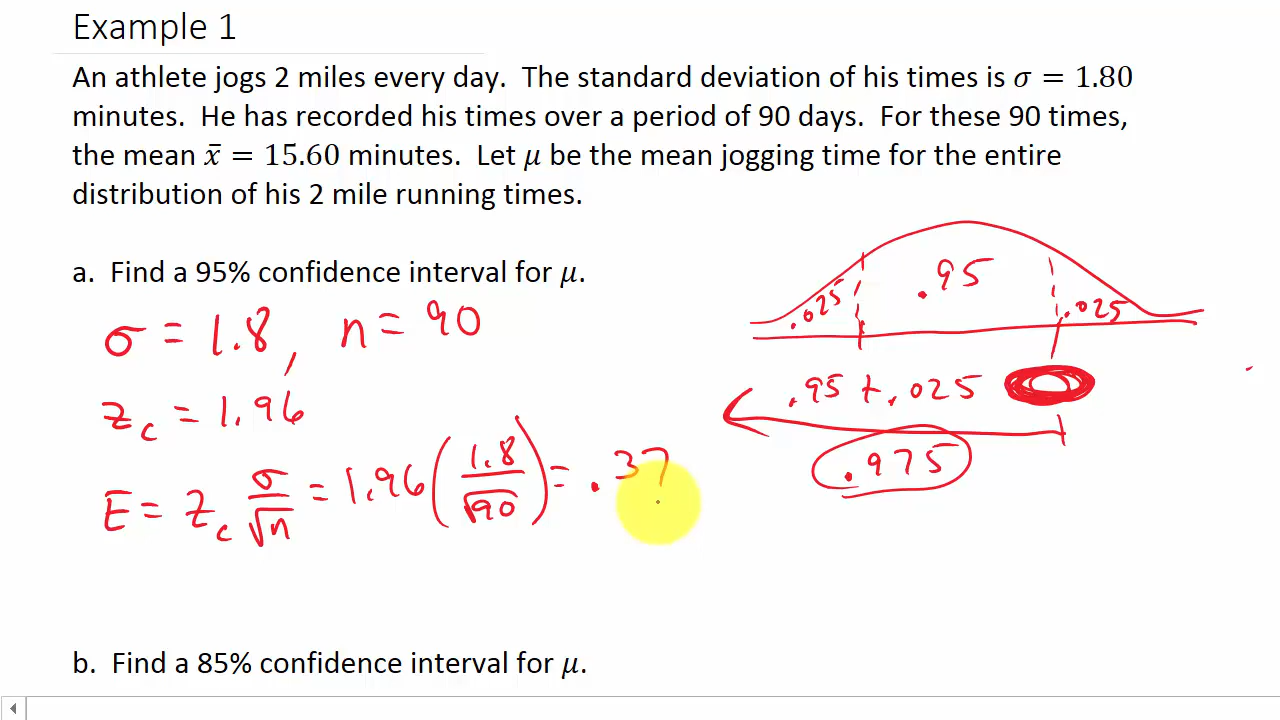 Example 1
An athlete jogs 2 miles every day. The standard deviation of his times is σ = 1.80
minutes. He has recorded his times over a period of 90 days. For these 90 times,
the mean x̄ = 15.60 minutes. Let μ be the mean jogging time for the entire
distribution of his 2 mile running times.
a. Find a 95% confidence interval for μ.
σ = 1.8, n = 90
z_c = 1.96
E = z_c σ/√n = 1.96 (1.8/√90) = .37
.025 .95 .025
.95 + .025
.975
b. Find a 85% confidence interval for μ.